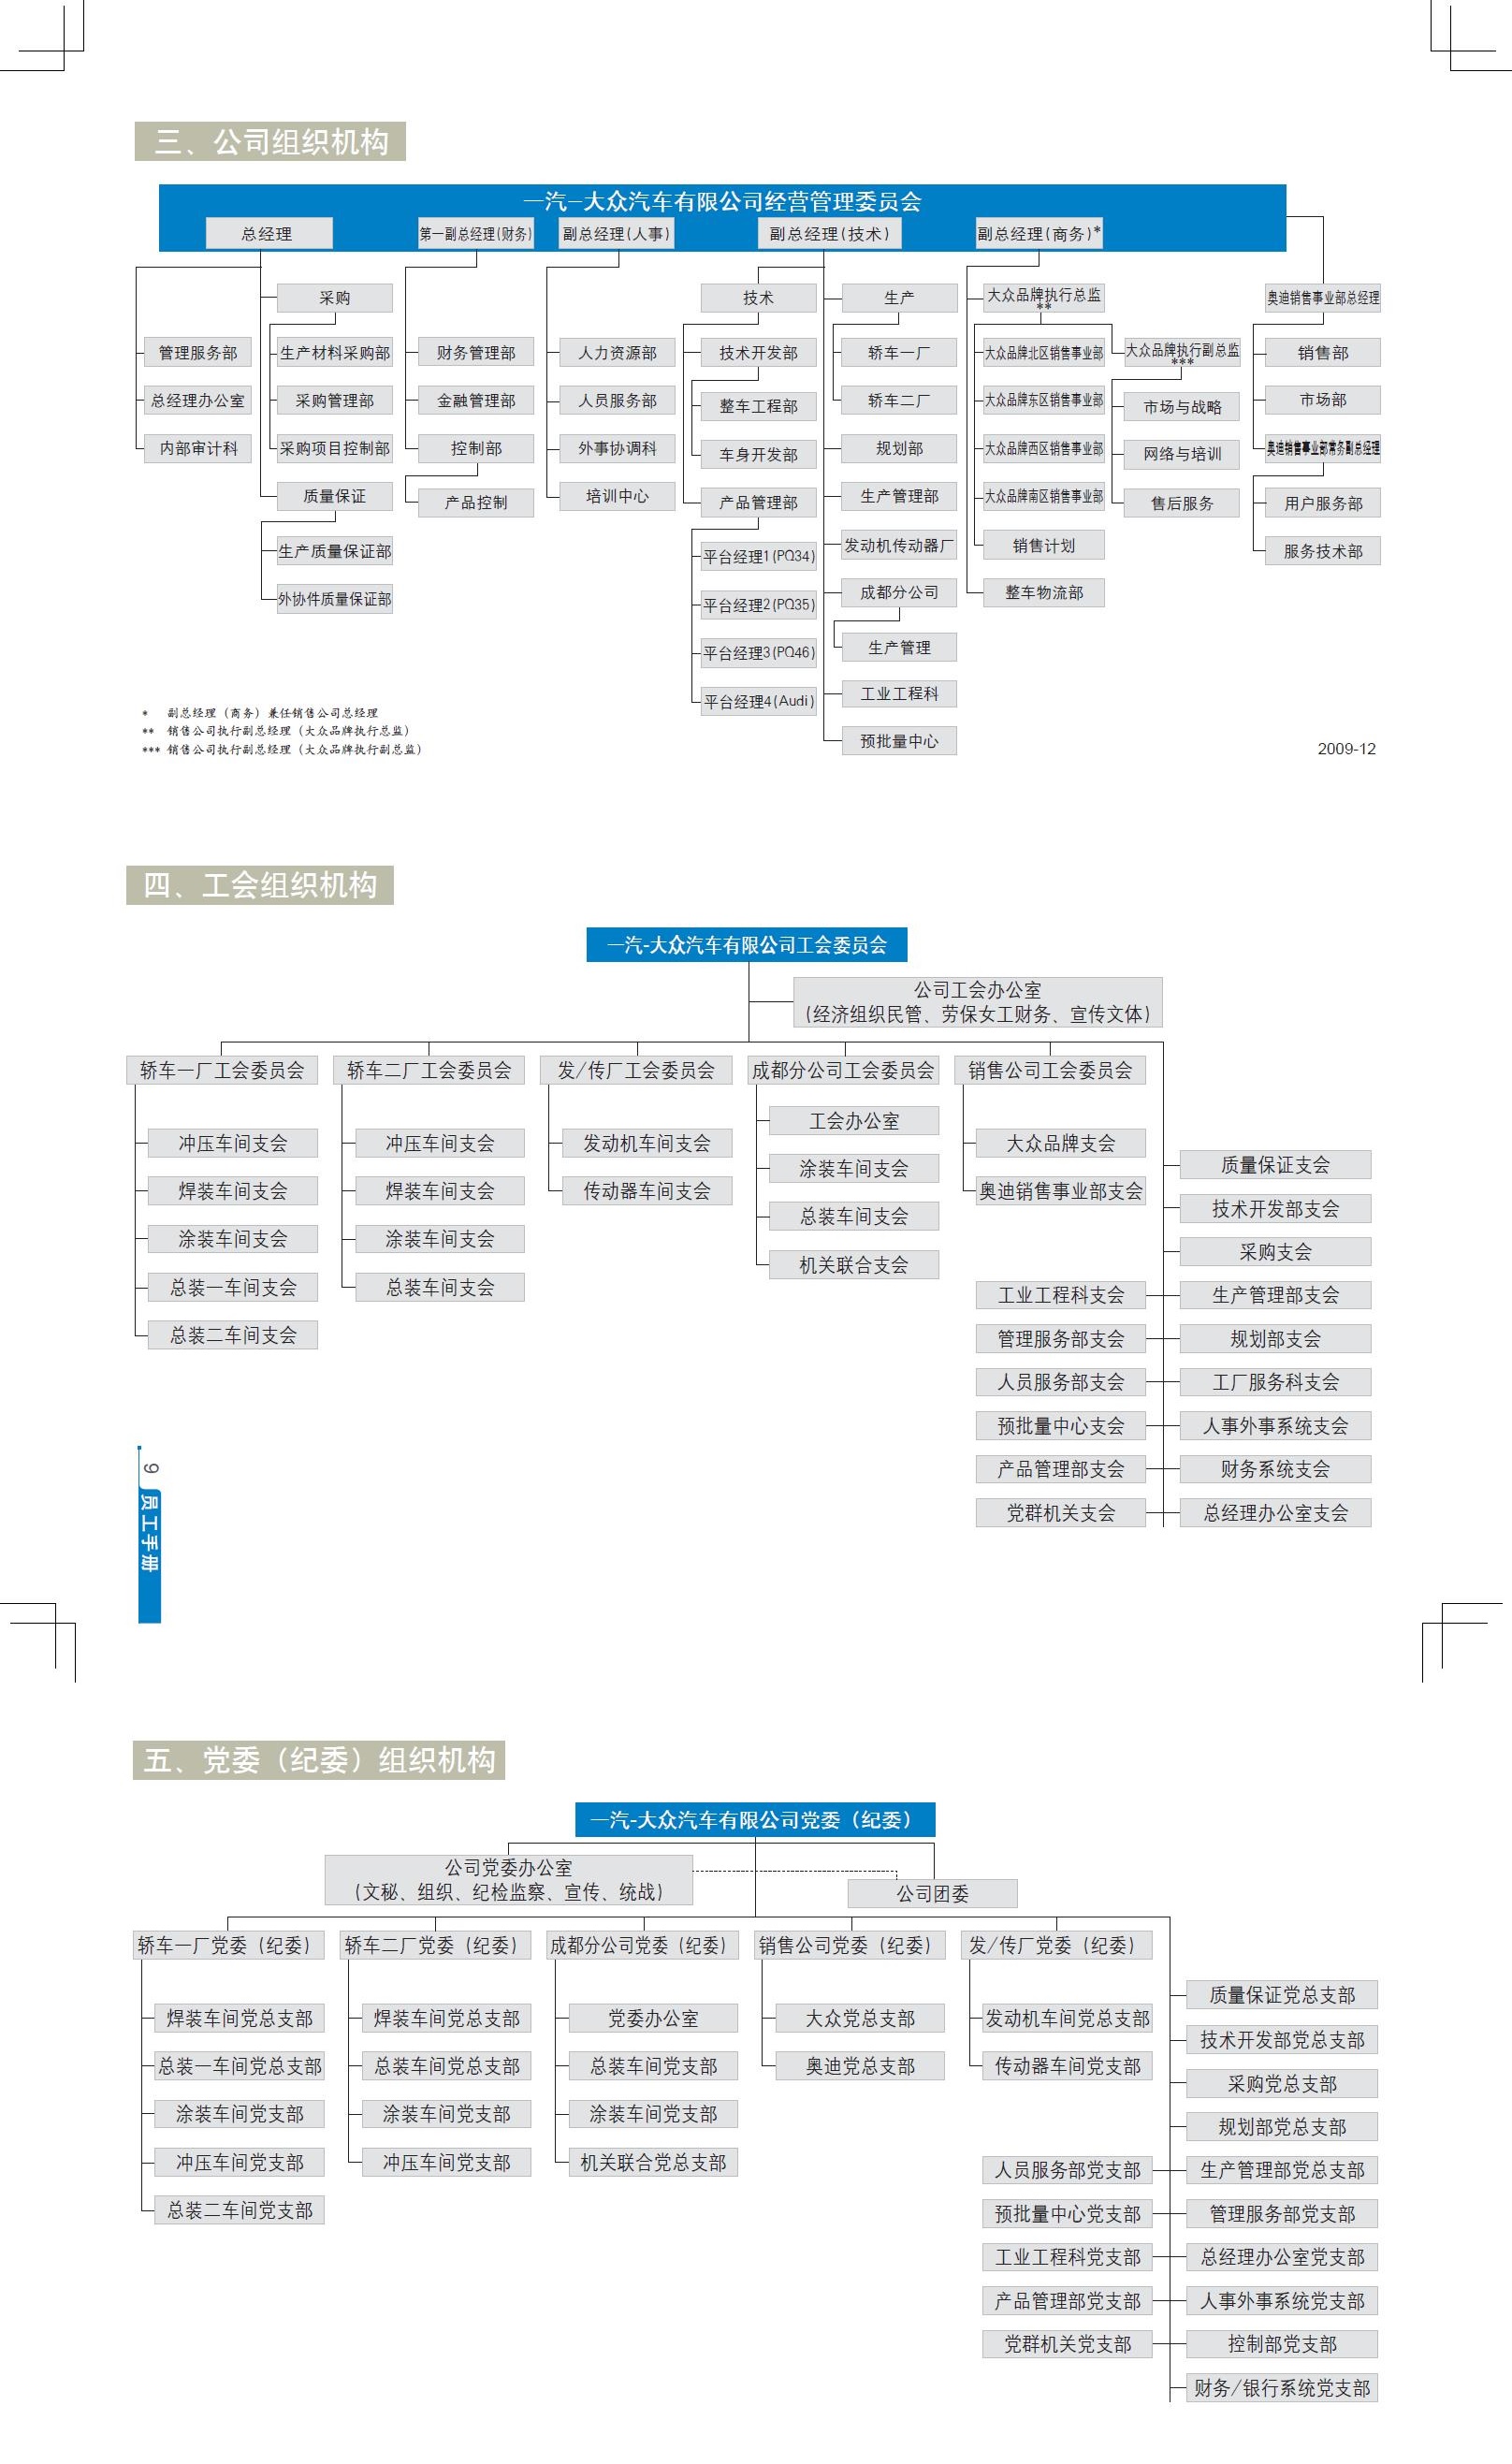 三、公司组织机构
一汽-大众汽车有限公司经营管理委员会
总经理
第一副总经理(财务)
副总经理(人事)
副总经理(技术)
副总经理(商务)*
采购
技术
生产
大众品牌执行总监
**
奥迪销售事业部总经理
管理服务部
生产材料采购部
财务管理部
人力资源部
技术开发部
轿车一厂
大众品牌北区销售事业部
大众品牌执行副总监
***
销售部
总经理办公室
采购管理部
金融管理部
人员服务部
整车工程部
轿车二厂
大众品牌东区销售事业部
市场与战略
市场部
内部审计科
采购项目控制部
控制部
外事协调科
车身开发部
规划部
大众品牌西区销售事业部
网络与培训
奥迪销售事业部常务副总经理
质量保证
产品控制
培训中心
产品管理部
生产管理部
大众品牌南区销售事业部
售后服务
用户服务部
生产质量保证部
平台经理1(PQ34)
发动机传动器厂
销售计划
服务技术部
外协件质量保证部
平台经理2(PQ35)
成都分公司
整车物流部
平台经理3(PQ46)
生产管理
平台经理4(Audi)
工业工程科
预批量中心
* 副总经理（商务）兼任销售公司总经理
** 销售公司执行副总经理（大众品牌执行总监）
*** 销售公司执行副总经理（大众品牌执行副总监）
2009-12
四、工会组织机构
一汽-大众汽车有限公司工会委员会
公司工会办公室
(经济组织民管、劳保女工财务、宣传文体)
轿车一厂工会委员会
轿车二厂工会委员会
发/传厂工会委员会
成都分公司工会委员会
销售公司工会委员会
冲压车间支会
焊装车间支会
涂装车间支会
总装一车间支会
总装二车间支会
冲压车间支会
焊装车间支会
涂装车间支会
总装车间支会
发动机车间支会
传动器车间支会
工会办公室
涂装车间支会
总装车间支会
机关联合支会
大众品牌支会
奥迪销售事业部支会
质量保证支会
技术开发部支会
采购支会
工业工程科支会
生产管理部支会
管理服务部支会
规划部支会
人员服务部支会
工厂服务科支会
预批量中心支会
人事外事系统支会
产品管理部支会
财务系统支会
党群机关支会
总经理办公室支会
9
员工手册
五、党委（纪委）组织机构
一汽-大众汽车有限公司党委（纪委）
公司党委办公室
(文秘、组织、纪检监察、宣传、统战)
公司团委
轿车一厂党委（纪委）
轿车二厂党委（纪委）
成都分公司党委（纪委）
销售公司党委（纪委）
发/传厂党委（纪委）
焊装车间党总支部
总装一车间党总支部
涂装车间党支部
冲压车间党支部
总装二车间党支部
焊装车间党总支部
总装车间党总支部
涂装车间党支部
冲压车间党支部
党委办公室
总装车间党支部
涂装车间党支部
机关联合党总支部
大众党总支部
奥迪党总支部
发动机车间党总支部
传动器车间党支部
质量保证党总支部
技术开发部党总支部
采购党总支部
规划部党总支部
人员服务部党支部
生产管理部党总支部
预批量中心党支部
管理服务部党支部
工业工程科党支部
总经理办公室党支部
产品管理部党支部
人事外事系统党支部
党群机关党支部
控制部党支部
财务/银行系统党支部